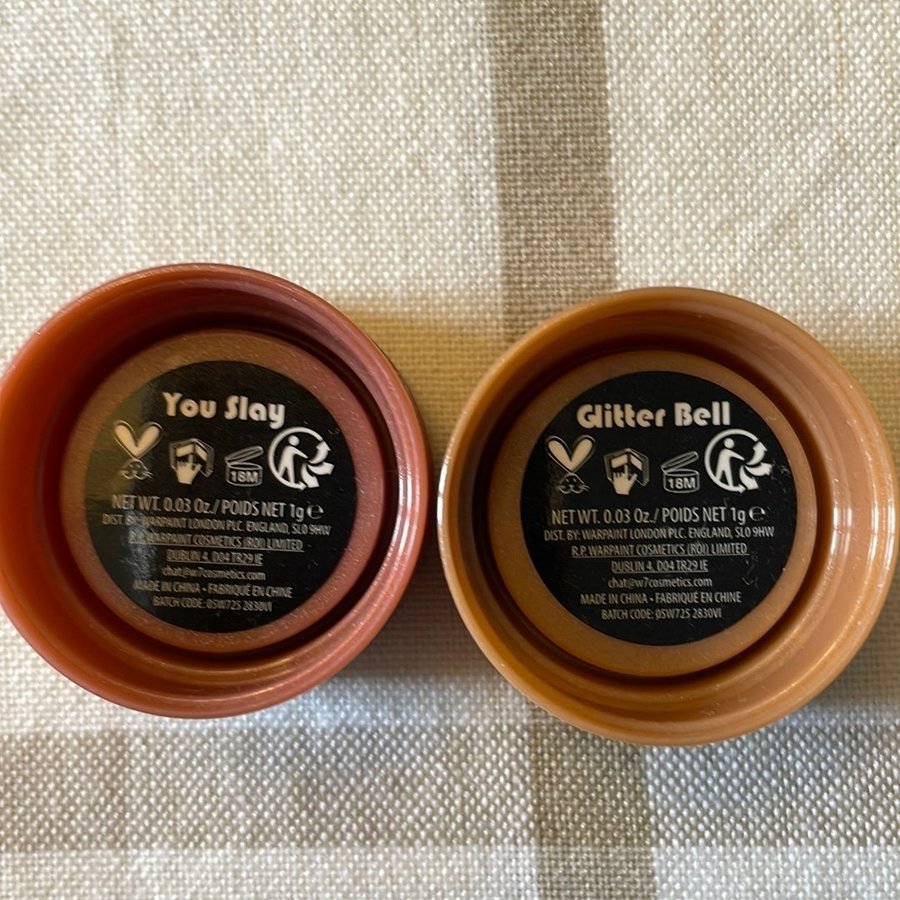 You Slay
18M
NET WT. 0.03 Oz./ POIDS NET 1g ℮
DIST. BY: WARPAINT LONDON PLC. ENGLAND, SL0 9HW
R.P. WARPAINT COSMETICS (ROI) LIMITED
DUBLIN 4, D04 TR29 IE
chat@w7cosmetics.com
MADE IN CHINA • FABRIQUÉ EN CHINE
BATCH CODE: 05W725 2830VI
Glitter Bell
18M
NET WT. 0.03 Oz./ POIDS NET 1g ℮
DIST. BY: WARPAINT LONDON PLC. ENGLAND, SL0 9HW
R.P. WARPAINT COSMETICS (ROI) LIMITED
DUBLIN 4, D04 TR29 IE
chat@w7cosmetics.com
MADE IN CHINA • FABRIQUÉ EN CHINE
BATCH CODE: 05W725 2830VI